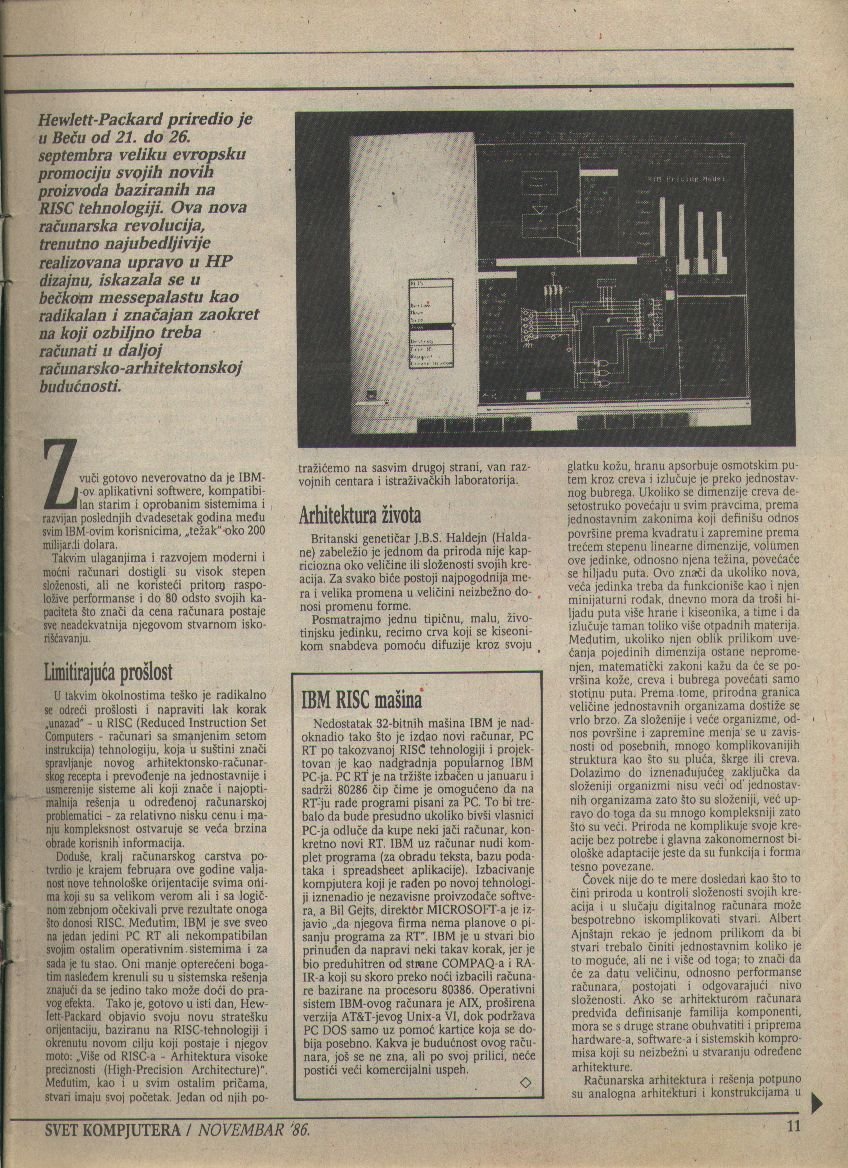 Hewlett-Packard priredio je
u Beču od 21. do 26.
septembra veliku evropsku
promociju svojih novih
proizvoda baziranih na
RISC tehnologiji. Ova nova
računarska revolucija,
trenutno najubedljivije
realizovana upravo u HP
dizajnu, iskazala se u
bečkom messepalastu kao
radikalan i značajan zaokret
na koji ozbiljno treba
računati u daljoj
računarsko-arhitektonskoj
budućnosti.
Zvuči gotovo neverovatno da je IBM-
-ov aplikativni softwere, kompatibi-
lan starim i oprobanim sistemima i
razvijan poslednjih dvadesetak godina među
svim IBM-ovim korisnicima, „težak" oko 200
milijardi dolara.
Takvim ulaganjima i razvojem moderni i
moćni računari dostigli su visok stepen
složenosti, ali ne koristeći pritom raspo-
ložive performanse i do 80 odsto svojih ka-
paciteta što znači da cena računara postaje
sve neadekvatnija njegovom stvarnom isko-
rišćavanju.
Limitirajuća prošlost
U takvim okolnostima teško je radikalno
se odreći prošlosti i napraviti lak korak
„unazad" - u RISC (Reduced Instruction Set
Computers - računari sa smanjenim setom
instrukcija) tehnologiju, koja u suštini znači
spravljanje novog arhitektonsko-računar-
skog recepta i prevođenje na jednostavnije i
usmerenije sisteme ali koji znače i najopti-
malnija rešenja u određenoj računarskoj
problematici - za relativno nisku cenu i ma-
nju kompleksnost ostvaruje se veća brzina
obrade korisnih informacija.
Doduše, kralj računarskog carstva po-
tvrdio je krajem februara ove godine valja-
nost nove tehnološke orijentacije svima oni-
ma koji su sa velikom verom ali i sa logič-
nom zebnjom očekivali prve rezultate onoga
što donosi RISC. Međutim, IBM je sve sveo
na jedan jedini PC RT ali nekompatibilan
svojim ostalim operativnim sistemima i za
sada je tu stao. Oni manje opterećeni boga-
tim nasleđem krenuli su u sistemska rešenja
znajući da se jedino tako može doći do pra-
vog efekta. Tako je, gotovo u isti dan, Hew-
lett-Packard objavio svoju novu stratešku
orijentaciju, baziranu na RISC-tehnologiji i
okrenutu novom cilju koji postaje i njegov
moto: „Više od RISC-a - Arhitektura visoke
preciznosti (High-Precision Architecture)".
Međutim, kao i u svim ostalim pričama,
stvari imaju svoj početak. Jedan od njih po-
tražićemo na sasvim drugoj strani, van raz-
vojnih centara i istraživačkih laboratorija.
Arhitektura života
Britanski genetičar J.B.S. Haldejn (Halda-
ne) zabeležio je jednom da priroda nije kap-
riciozna oko veličine ili složenosti svojih kre-
acija. Za svako biće postoji najpogodnija me-
ra i velika promena u veličini neizbežno do-
nosi promenu forme.
Posmatrajmo jednu tipičnu, malu, živo-
tinjsku jedinku, recimo crva koji se kiseoni-
kom snabdeva pomoću difuzije kroz svoju
IBM RISC mašina
Nedostatak 32-bitnih mašina IBM je nad-
oknadio tako što je izdao novi računar, PC
RT po takozvanoj RISC tehnologiji i projek-
tovan je kao nadgradnja popularnog IBM
PC-ja. PC RT je na tržište izbačen u januaru i
sadrži 80286 čip čime je omogućeno da na
RT-ju rade programi pisani za PC. To bi tre-
balo da bude presudno ukoliko bivši vlasnici
PC-ja odluče da kupe neki jači računar, kon-
kretno novi RT. IBM uz računar nudi kom-
plet programa (za obradu teksta, bazu poda-
taka i spreadsheet aplikacije). Izbacivanje
kompjutera koji je rađen po novoj tehnologi-
ji iznenadio je nezavisne proizvođače softve-
ra, a Bil Gejts, direktor MICROSOFT-a je iz-
javio „da njegova firma nema planove o pi-
sanju programa za RT". IBM je u stvari bio
prinuđen da napravi neki takav korak, jer je
bio preduhitren od strane COMPAQ-a i RA-
IR-a koji su skoro preko noći izbacili računa-
re bazirane na procesoru 80386. Operativni
sistem IBM-ovog računara je AIX, proširena
verzija AT&T-jevog Unix-a VI, dok podržava
PC DOS samo uz pomoć kartice koja se do-
bija posebno. Kakva je budućnost ovog raču-
nara, još se ne zna, ali po svoj prilici, neće
postići veći komercijalni uspeh.
glatku kožu, hranu apsorbuje osmotskim pu-
tem kroz creva i izlučuje je preko jednostav-
nog bubrega. Ukoliko se dimenzije creva de-
setostruko povećaju u svim pravcima, prema
jednostavnim zakonima koji definišu odnos
površine prema kvadratu i zapremine prema
trećem stepenu linearne dimenzije, volumen
ove jedinke, odnosno njena težina, povećaće
se hiljadu puta. Ovo znači da ukoliko nova,
veća jedinka treba da funkcioniše kao i njen
minijaturni rođak, dnevno mora da troši hi-
ljadu puta više hrane i kiseonika, a time i da
izlučuje taman toliko više otpadnih materija.
Međutim, ukoliko njen oblik prilikom uve-
ćanja pojedinih dimenzija ostane nepromе-
njen, matematički zakoni kažu da će se po-
vršina kože, creva i bubrega povećati samo
stotinu puta. Prema tome, prirodna granica
veličine jednostavnih organizama dostiže se
vrlo brzo. Za složenije i veće organizme, od-
nos površine i zapremine menja se u zavis-
nosti od posebnih, mnogo komplikovanijih
struktura kao što su pluća, škrge ili creva.
Dolazimo do iznenađujućeg zaključka da
složeniji organizmi nisu veći od jednostav-
nih organizama zato što su složeniji, već up-
ravo do toga da su mnogo kompleksniji zato
što su veći. Priroda ne komplikuje svoje kre-
acije bez potrebe i glavna zakonomernost bi-
ološke adaptacije jeste da su funkcija i forma
tesno povezane.
Čovek nije do te mere dosledan kao što to
čini priroda u kontroli složenosti svojih kre-
acija i u slučaju digitalnog računara može
bespotrebno iskomplikovati stvari. Albert
Ajnštajn rekao je jednom prilikom da bi
stvari trebalo činiti jednostavnim koliko je
to moguće, ali ne i više od toga; to znači da
će za datu veličinu, odnosno performanse
računara, postojati i odgovarajući nivo
složenosti. Ako se arhitekturom računara
predviđa definisanje familija komponenti,
mora se s druge strane obuhvatiti i priprema
hardware-a, software-a i sistemskih kompro-
misa koji su neizbežni u stvaranju određene
arhitekture.
Računarska arhitektura i rešenja potpuno
su analogna arhitekturi i konstrukcijama u
SVET KOMPJUTERA / NOVEMBAR '86.
11